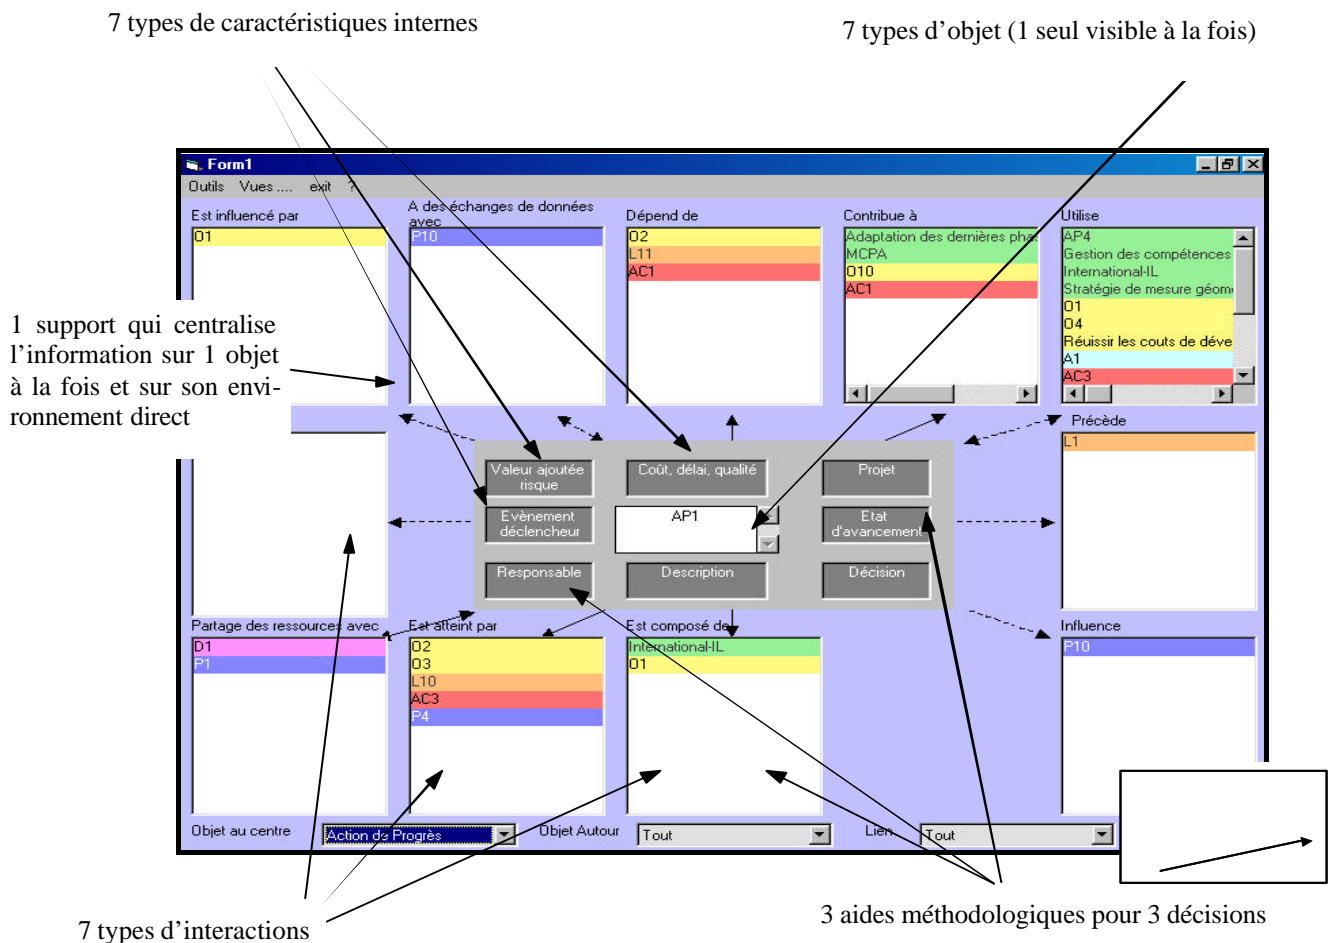 7 types de caractéristiques internes
7 types d’objet (1 seul visible à la fois)
Form1
Outils Vues .... exit ?
Est influencé par
O1
A des échanges de données
avec
P10
Dépend de
O2
L11
AC1
Contribue à
Adaptation des dernières phas
MCPA
O10
AC1
Utilise
AP4
Gestion des compétences
International-IL
Stratégie de mesure géom
O1
O4
Réuissir les couts de déve
A1
AC3
1 support qui centralise
l’information sur 1 objet
à la fois et sur son envi-
ronnement direct
Précède
L1
Valeur ajoutée
risque
Coût, délai, qualité
Projet
Evènement
déclencheur
AP1
Etat
d'avancement
Responsable
Description
Décision
Partage des ressources avec
D1
P1
Est atteint par
O2
O3
L10
AC3
P4
Est composé de
International-IL
O1
Influence
P10
Objet au centre
Action de Progrès
Objet Autour
Tout
Lien
Tout
7 types d’interactions
3 aides méthodologiques pour 3 décisions